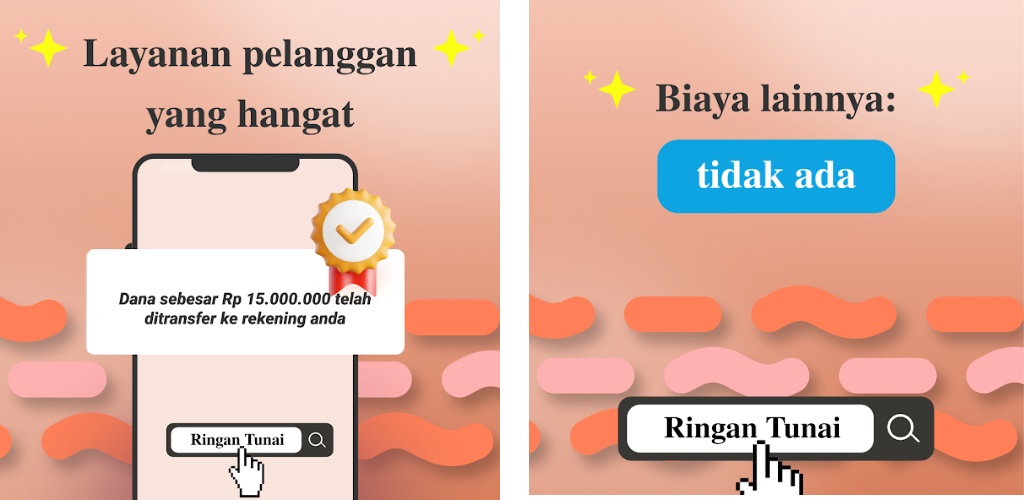 Layanan pelanggan
yang hangat
Dana sebesar Rp 15.000.000 telah
ditransfer ke rekening anda
Ringan Tunai
Biaya lainnya:
tidak ada
Ringan Tunai